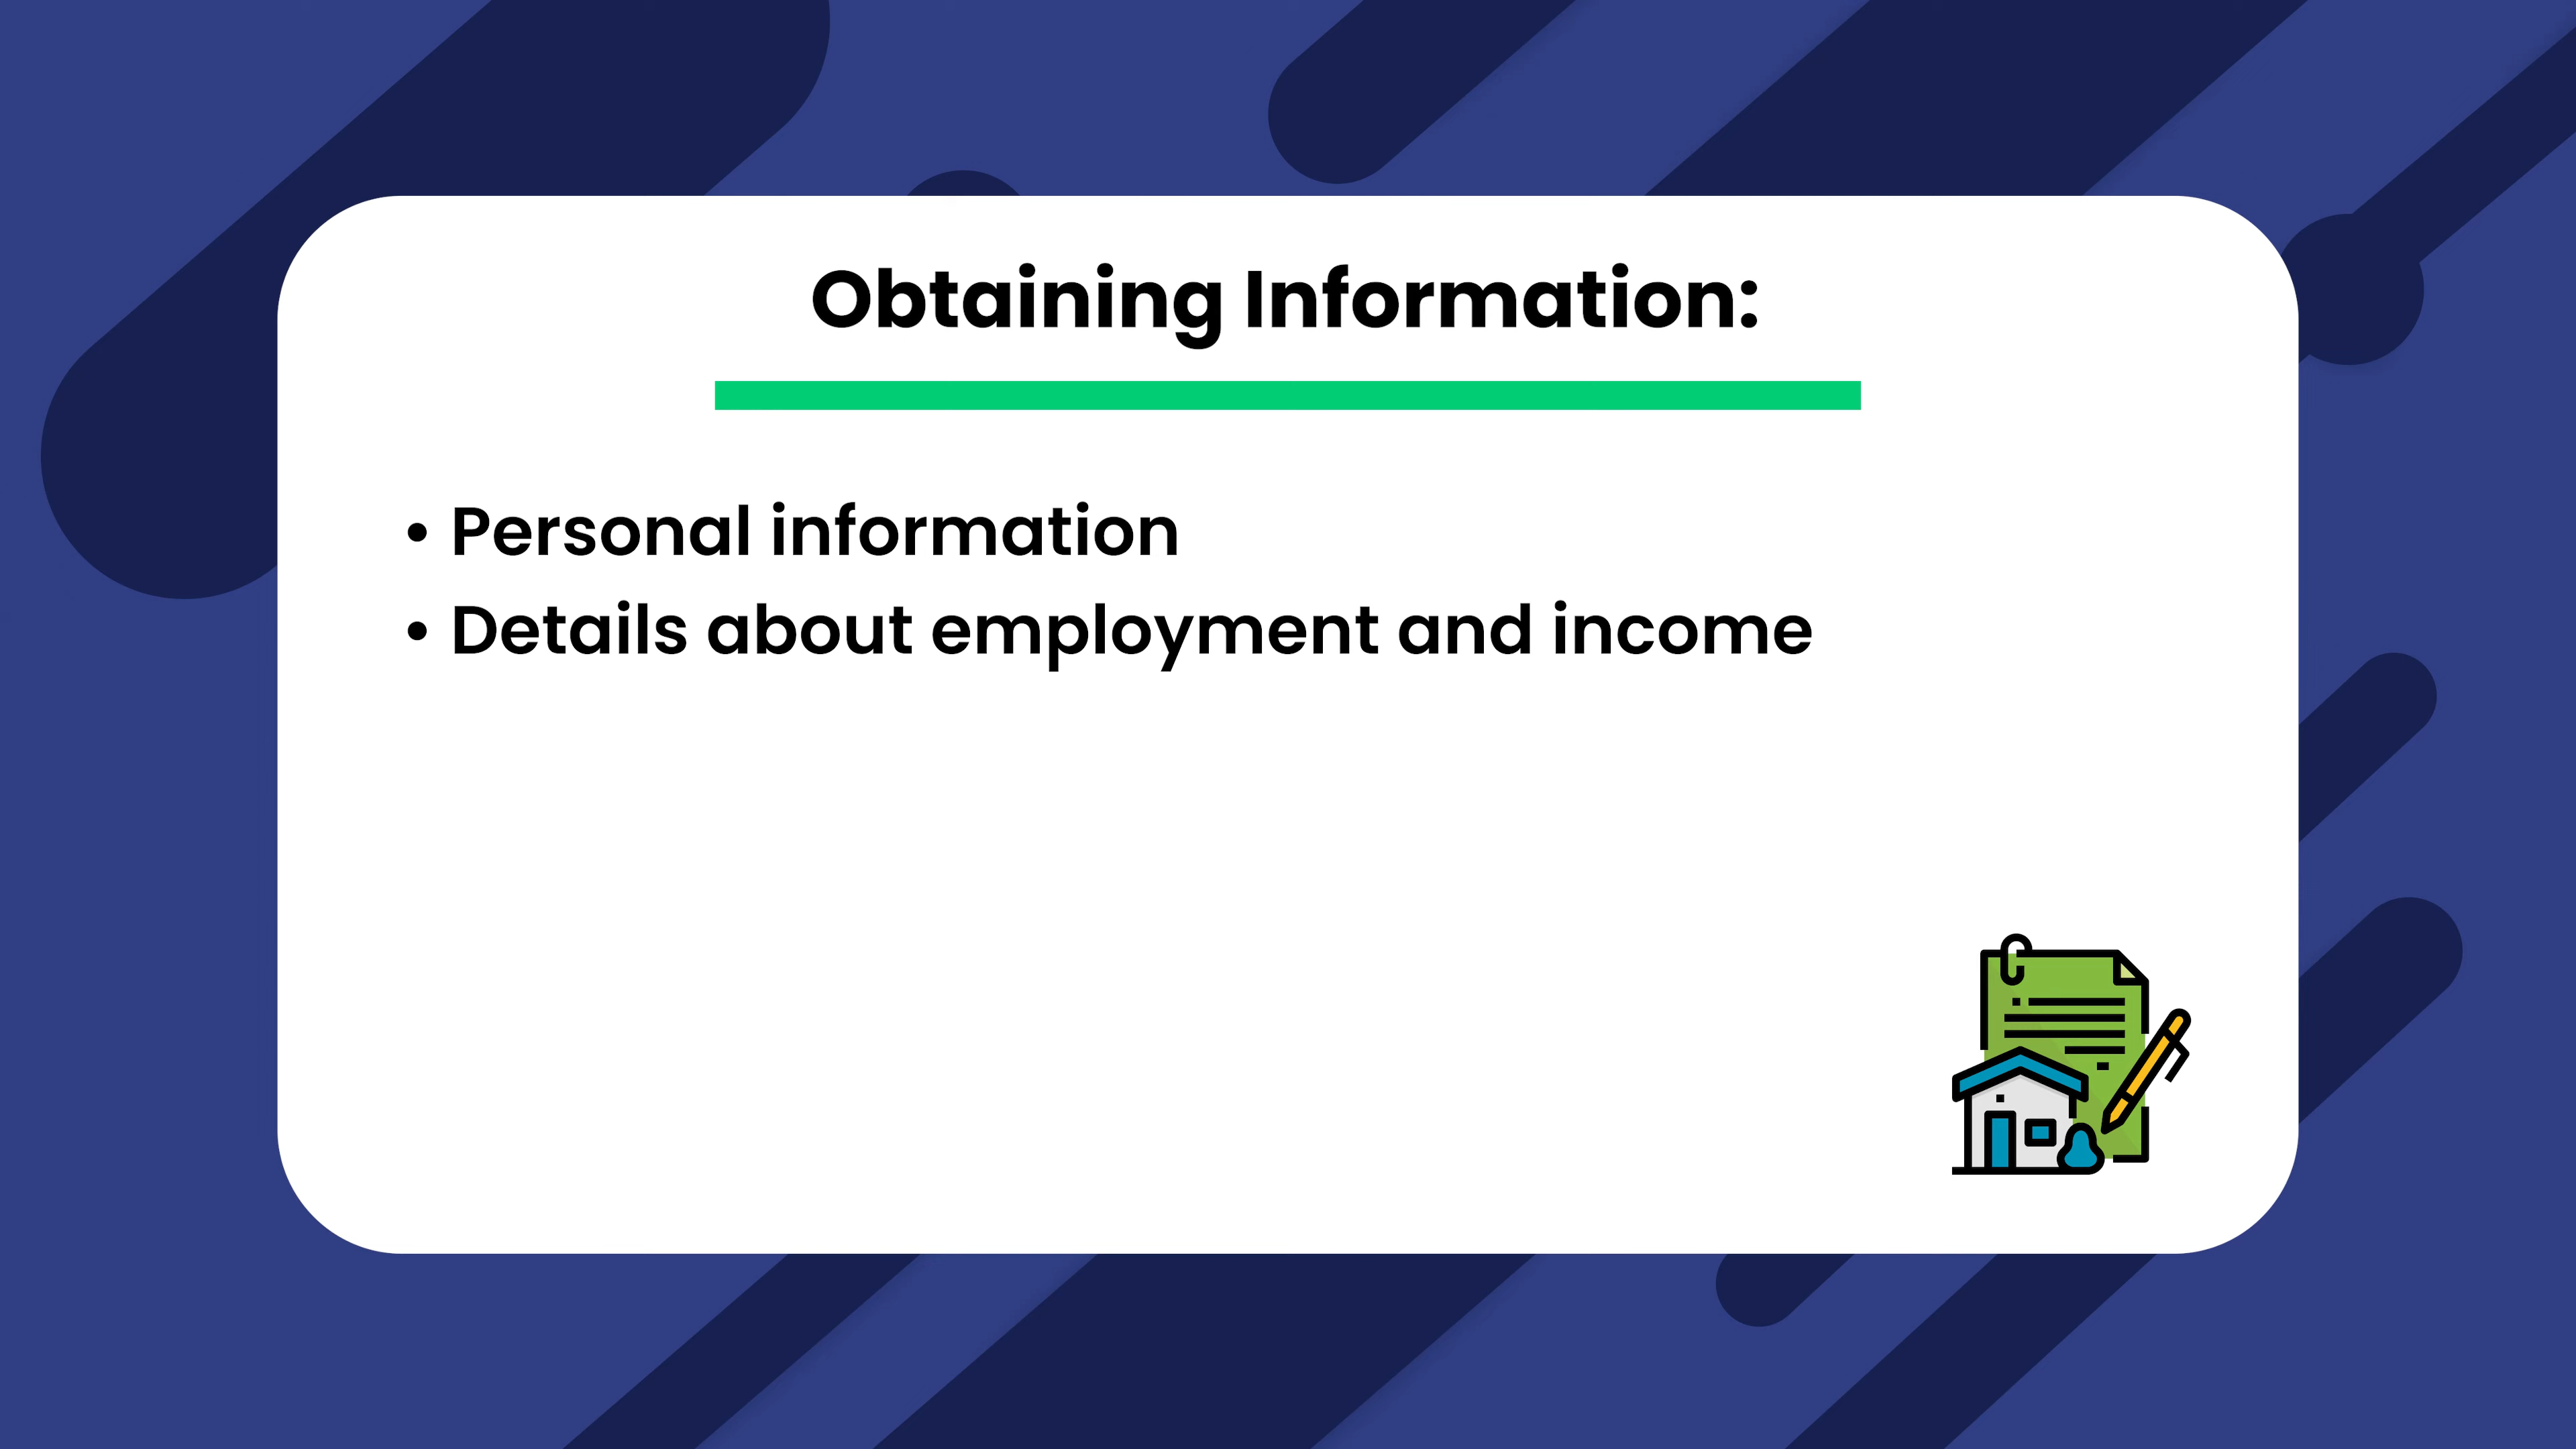 Obtaining Information:
• Personal information
• Details about employment and income